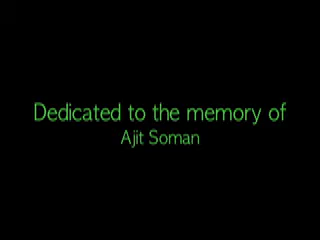 Dedicated to the memory of
Ajit Soman